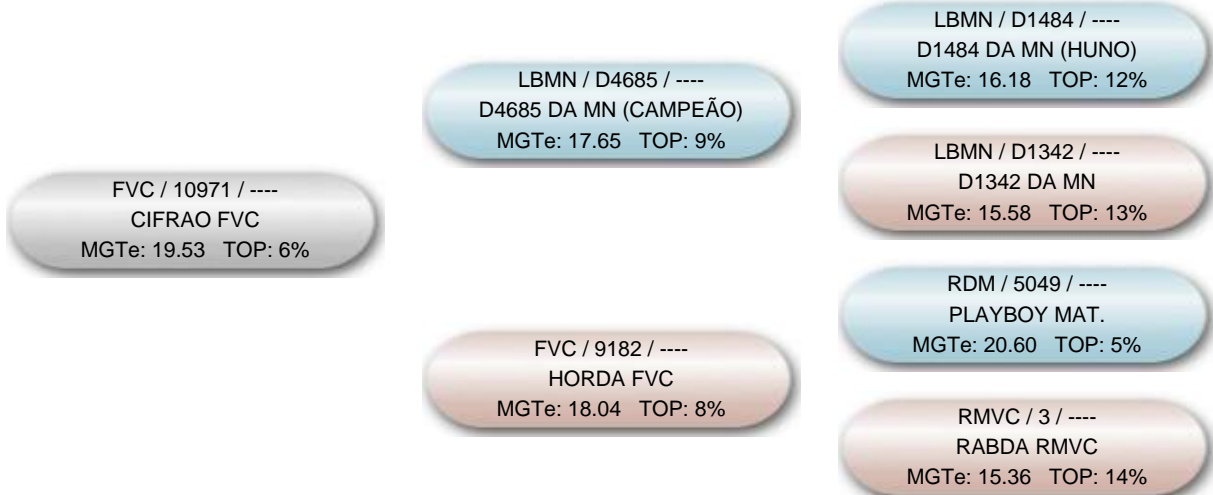 FVC / 10971 / ----
CIFRAO FVC
MGTe: 19.53 TOP: 6%
LBMN / D4685 / ----
D4685 DA MN (CAMPEÃO)
MGTe: 17.65 TOP: 9%
FVC / 9182 / ----
HORDA FVC
MGTe: 18.04 TOP: 8%
LBMN / D1484 / ----
D1484 DA MN (HUNO)
MGTe: 16.18 TOP: 12%
LBMN / D1342 / ----
D1342 DA MN
MGTe: 15.58 TOP: 13%
RDM / 5049 / ----
PLAYBOY MAT.
MGTe: 20.60 TOP: 5%
RMVC / 3 / ----
RABDA RMVC
MGTe: 15.36 TOP: 14%